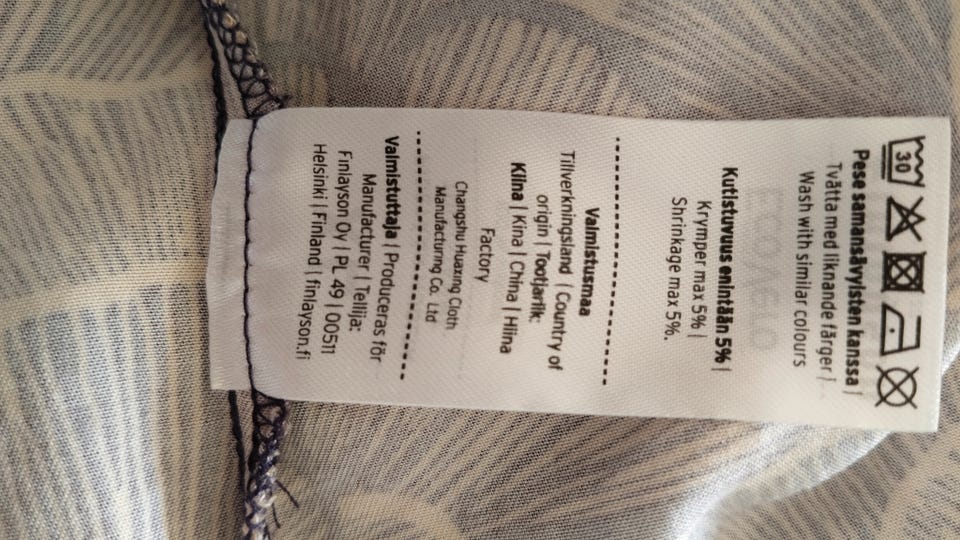 30
Pese samansävyisten kanssa |
Tvätta med liknande färger |
Wash with similar colours
Kutistuvuus enintään 5% |
Krymper max 5% |
Shrinkage max 5%.
Valmistusmaa
Tillverkningsland | Country of
origin | Tootjariik:
Kiina | Kina | China | Hiina
Factory
Changshu Huaxing Cloth
Manufacturing Co. Ltd
Valmistuttaja | Produceras för
Manufacturer | Tellija:
Finlayson Oy | PL 49 | 00511
Helsinki | Finland | finlayson.fi